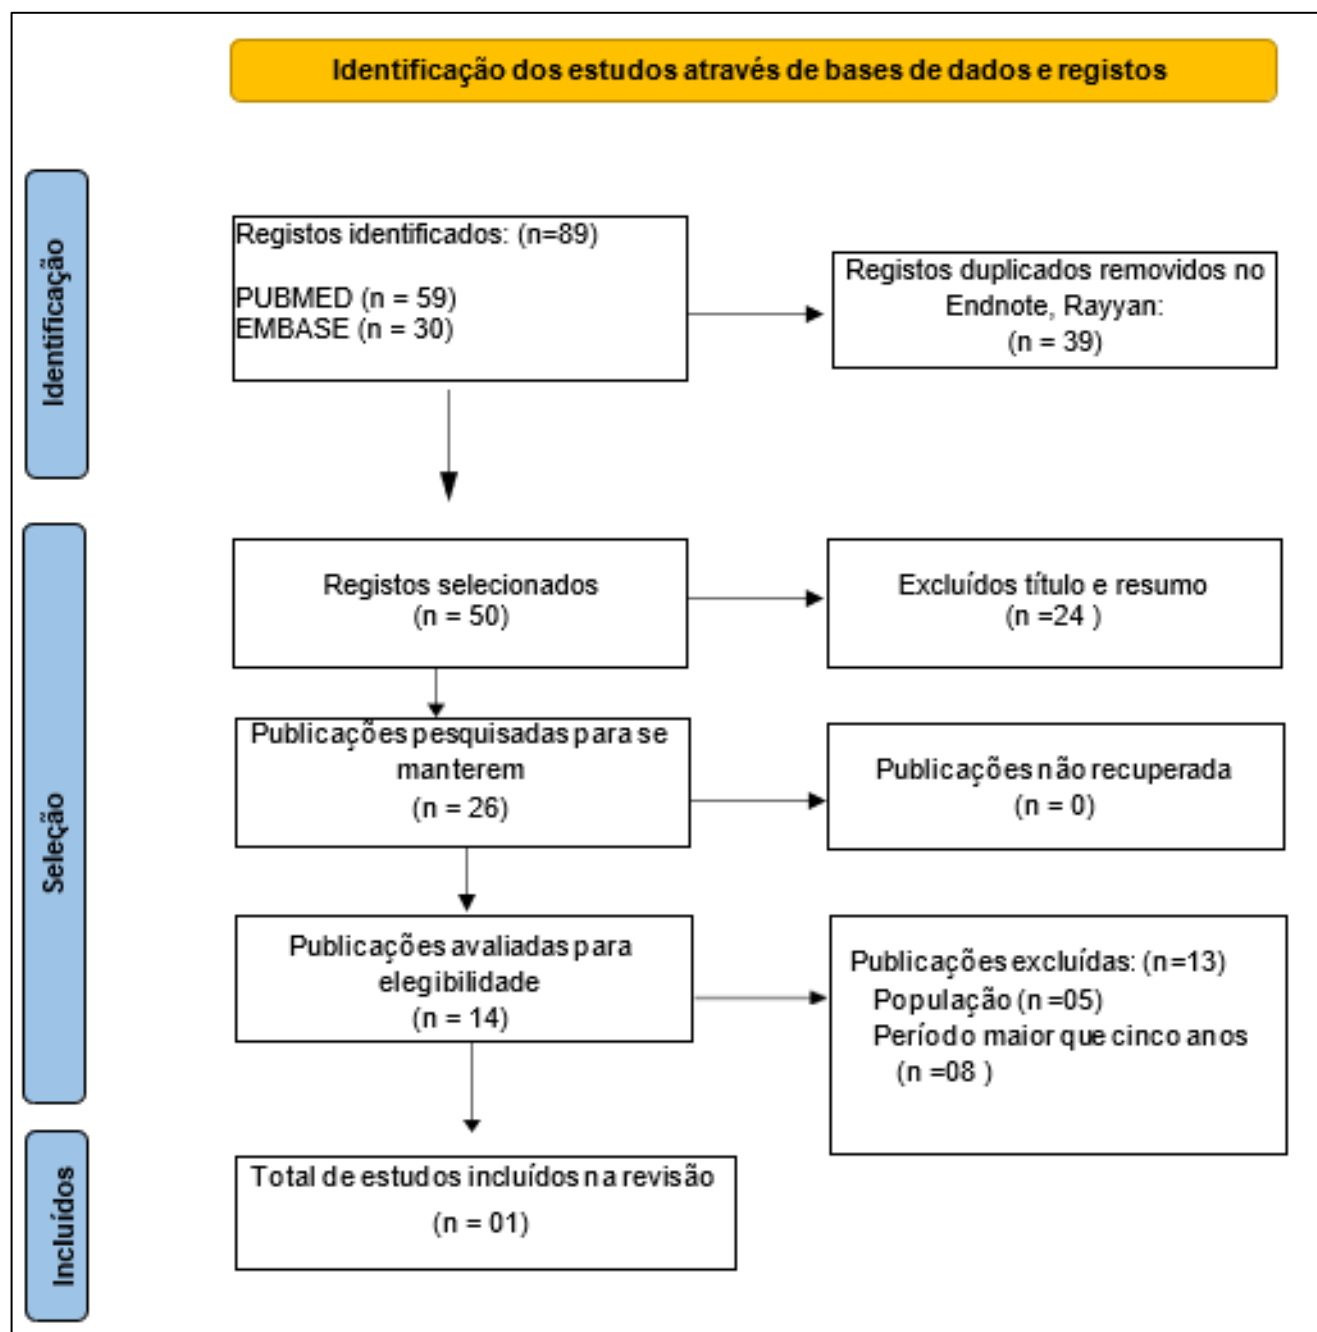 Identificação dos estudos através de bases de dados e registos
Identificação
Registos identificados: (n=89)
PUBMED (n = 59)
EMBASE (n = 30)
Registos duplicados removidos no
Endnote, Rayyan:
(n = 39)
Seleção
Registos selecionados
(n = 50)
Excluídos título e resumo
(n =24 )
Publicações pesquisadas para se
manterem
(n = 26)
Publicações não recuperada
(n = 0)
Publicações avaliadas para
elegibilidade
(n = 14)
Publicações excluídas: (n=13)
População (n =05)
Período maior que cinco anos
(n =08 )
Incluídos
Total de estudos incluídos na revisão
(n = 01)